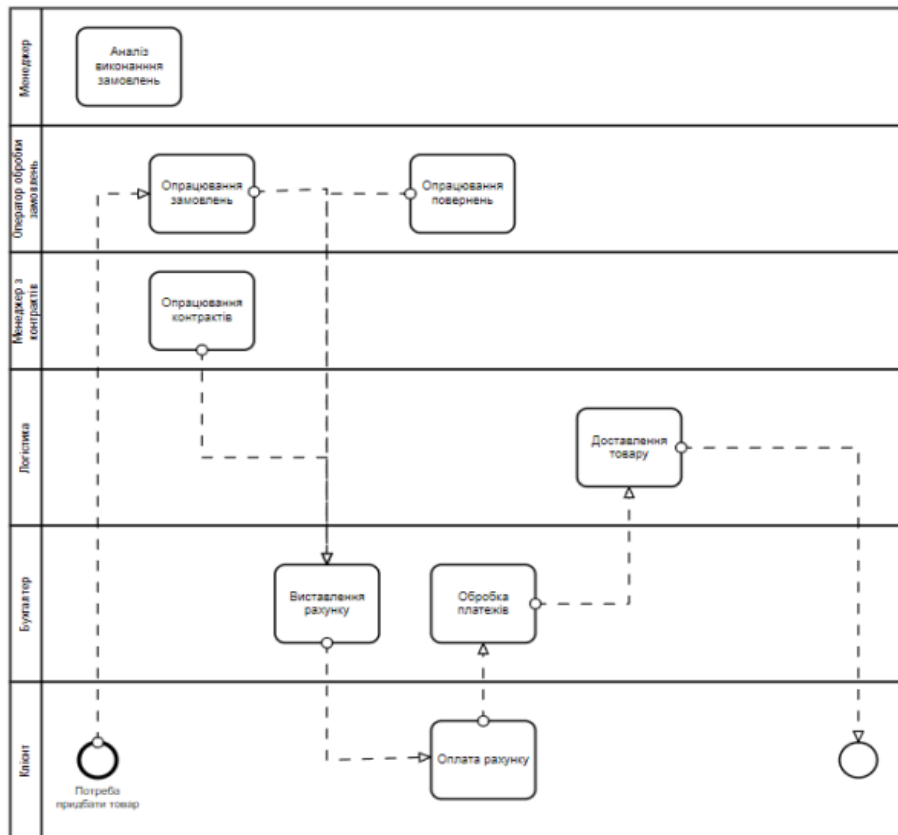 Менеджер
Аналіз
виконанння
замовлень
Оператор обробки
замовлень
Опрацювання
замовлень
Опрацювання
повернень
Менеджер з
контрактів
Опрацювання
контрактів
Логістика
Доставлення
товару
Бухгалтер
Виставлення
рахунку
Обробка
платежів
Клієнт
Потреба
придбати товар
Оплата рахунку